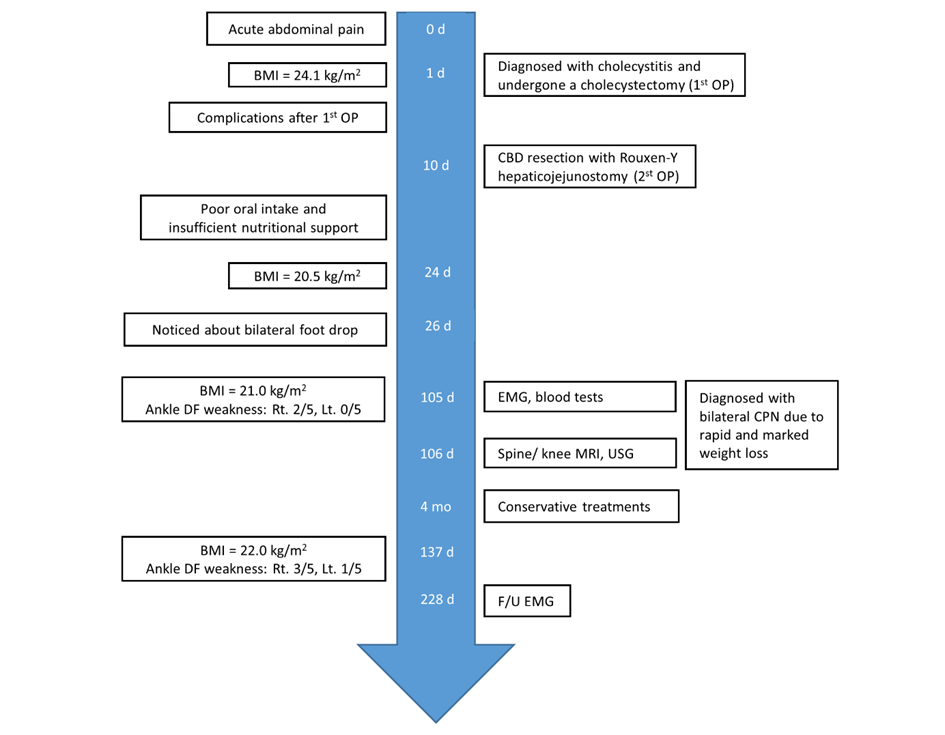 Acute abdominal pain
0 d
BMI = 24.1 kg/m²
1 d
Diagnosed with cholecystitis and
undergone a cholecystectomy (1ˢᵗ OP)
Complications after 1ˢᵗ OP
10 d
CBD resection with Rouxen-Y
hepaticojejunostomy (2ˢᵗ OP)
Poor oral intake and
insufficient nutritional support
BMI = 20.5 kg/m²
24 d
Noticed about bilateral foot drop
26 d
BMI = 21.0 kg/m²
Ankle DF weakness: Rt. 2/5, Lt. 0/5
105 d
EMG, blood tests
Diagnosed with
bilateral CPN due to
rapid and marked
weight loss
106 d
Spine/ knee MRI, USG
4 mo
Conservative treatments
BMI = 22.0 kg/m²
Ankle DF weakness: Rt. 3/5, Lt. 1/5
137 d
228 d
F/U EMG